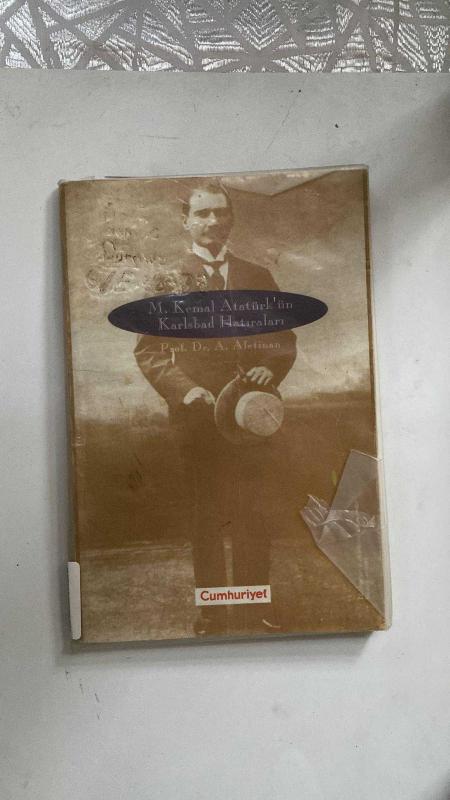 M. Kemal Atatürk'ün
Karlsbad Hatıraları
Prof. Dr. A. Afetinan
Cumhuriyet